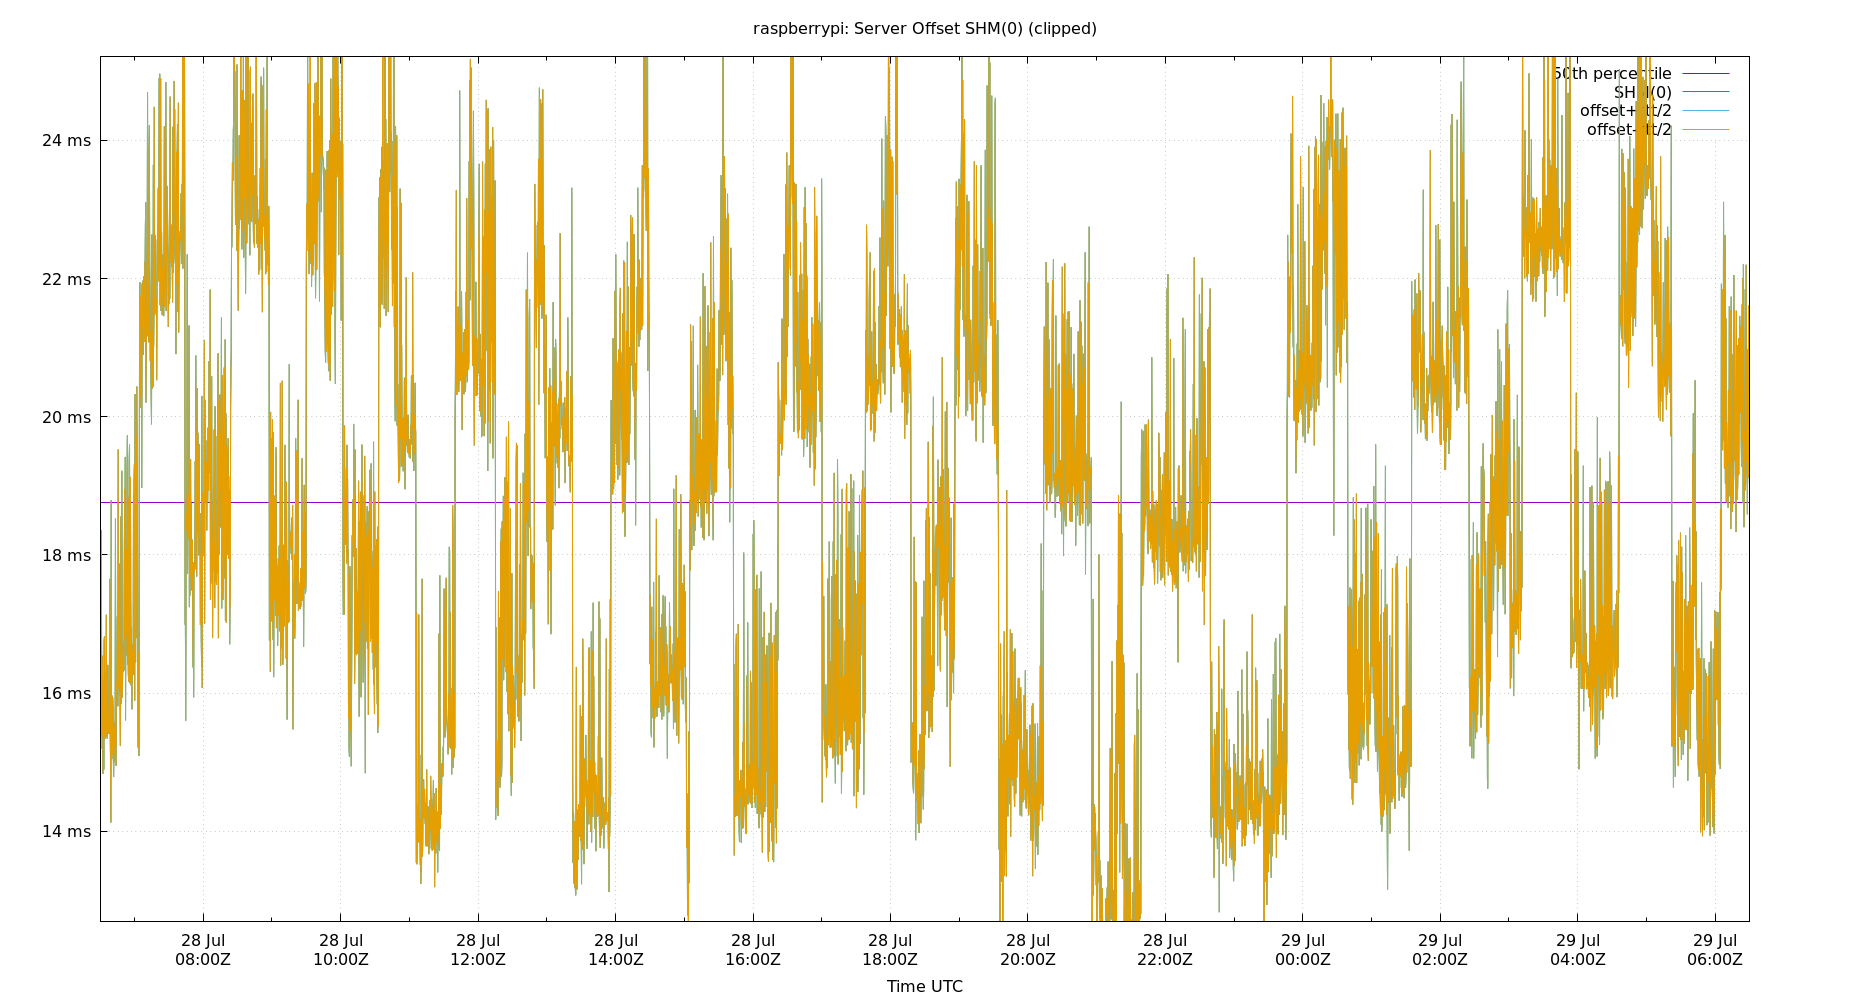 raspberrypi: Server Offset SHM(0) (clipped)
50th percentile
SHM(0)
offset+rtt/2
offset-rtt/2
24 ms
22 ms
20 ms
18 ms
16 ms
14 ms
28 Jul 28 Jul 28 Jul 28 Jul 28 Jul 28 Jul 28 Jul 28 Jul 29 Jul 29 Jul 29 Jul 29 Jul
08:00Z 10:00Z 12:00Z 14:00Z 16:00Z 18:00Z 20:00Z 22:00Z 00:00Z 02:00Z 04:00Z 06:00Z
Time UTC